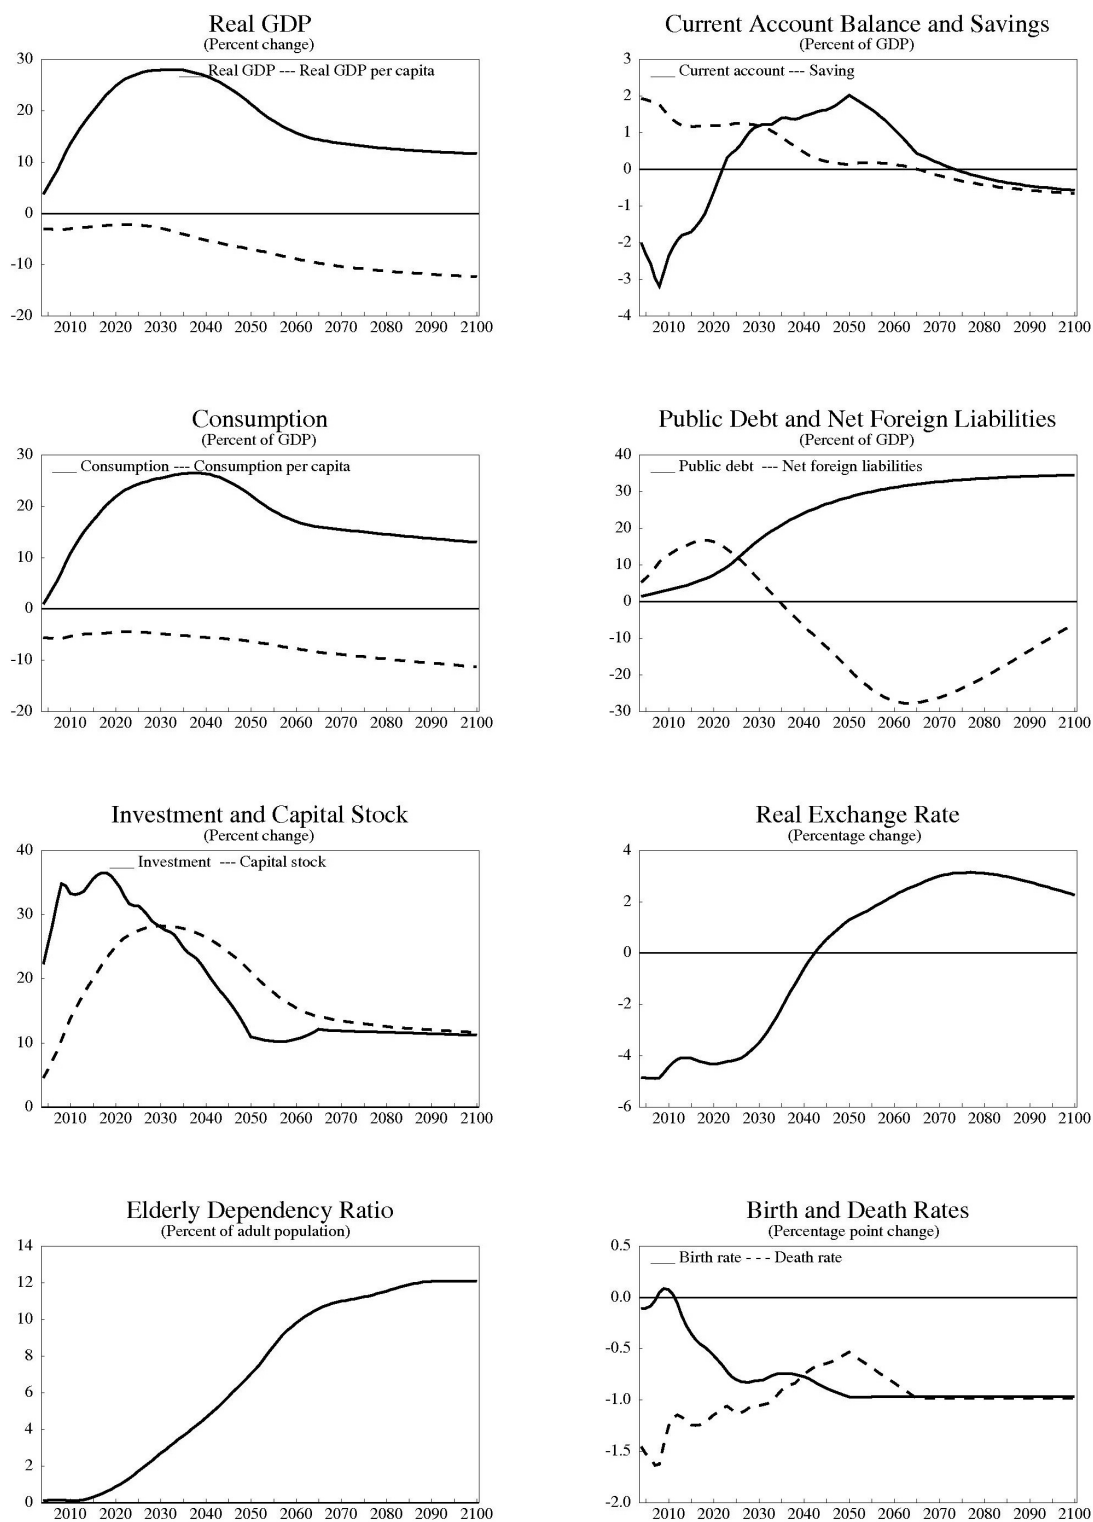 Real GDP
(Percent change)
___ Real GDP --- Real GDP per capita
30
20
10
0
-10
-20
2010 2020 2030 2040 2050 2060 2070 2080 2090 2100
Current Account Balance and Savings
(Percent of GDP)
___ Current account --- Saving
3
2
1
0
-1
-2
-3
-4
2010 2020 2030 2040 2050 2060 2070 2080 2090 2100
Consumption
(Percent of GDP)
___ Consumption --- Consumption per capita
30
20
10
0
-10
-20
2010 2020 2030 2040 2050 2060 2070 2080 2090 2100
Public Debt and Net Foreign Liabilities
(Percent of GDP)
___ Public debt --- Net foreign liabilities
40
30
20
10
0
-10
-20
-30
2010 2020 2030 2040 2050 2060 2070 2080 2090 2100
Investment and Capital Stock
(Percent change)
___ Investment --- Capital stock
40
30
20
10
0
2010 2020 2030 2040 2050 2060 2070 2080 2090 2100
Real Exchange Rate
(Percentage change)
4
2
0
-2
-4
-6
2010 2020 2030 2040 2050 2060 2070 2080 2090 2100
Elderly Dependency Ratio
(Percent of adult population)
14
12
10
8
6
4
2
0
2010 2020 2030 2040 2050 2060 2070 2080 2090 2100
Birth and Death Rates
(Percentage point change)
___ Birth rate - - - Death rate
0.5
0.0
-0.5
-1.0
-1.5
-2.0
2010 2020 2030 2040 2050 2060 2070 2080 2090 2100